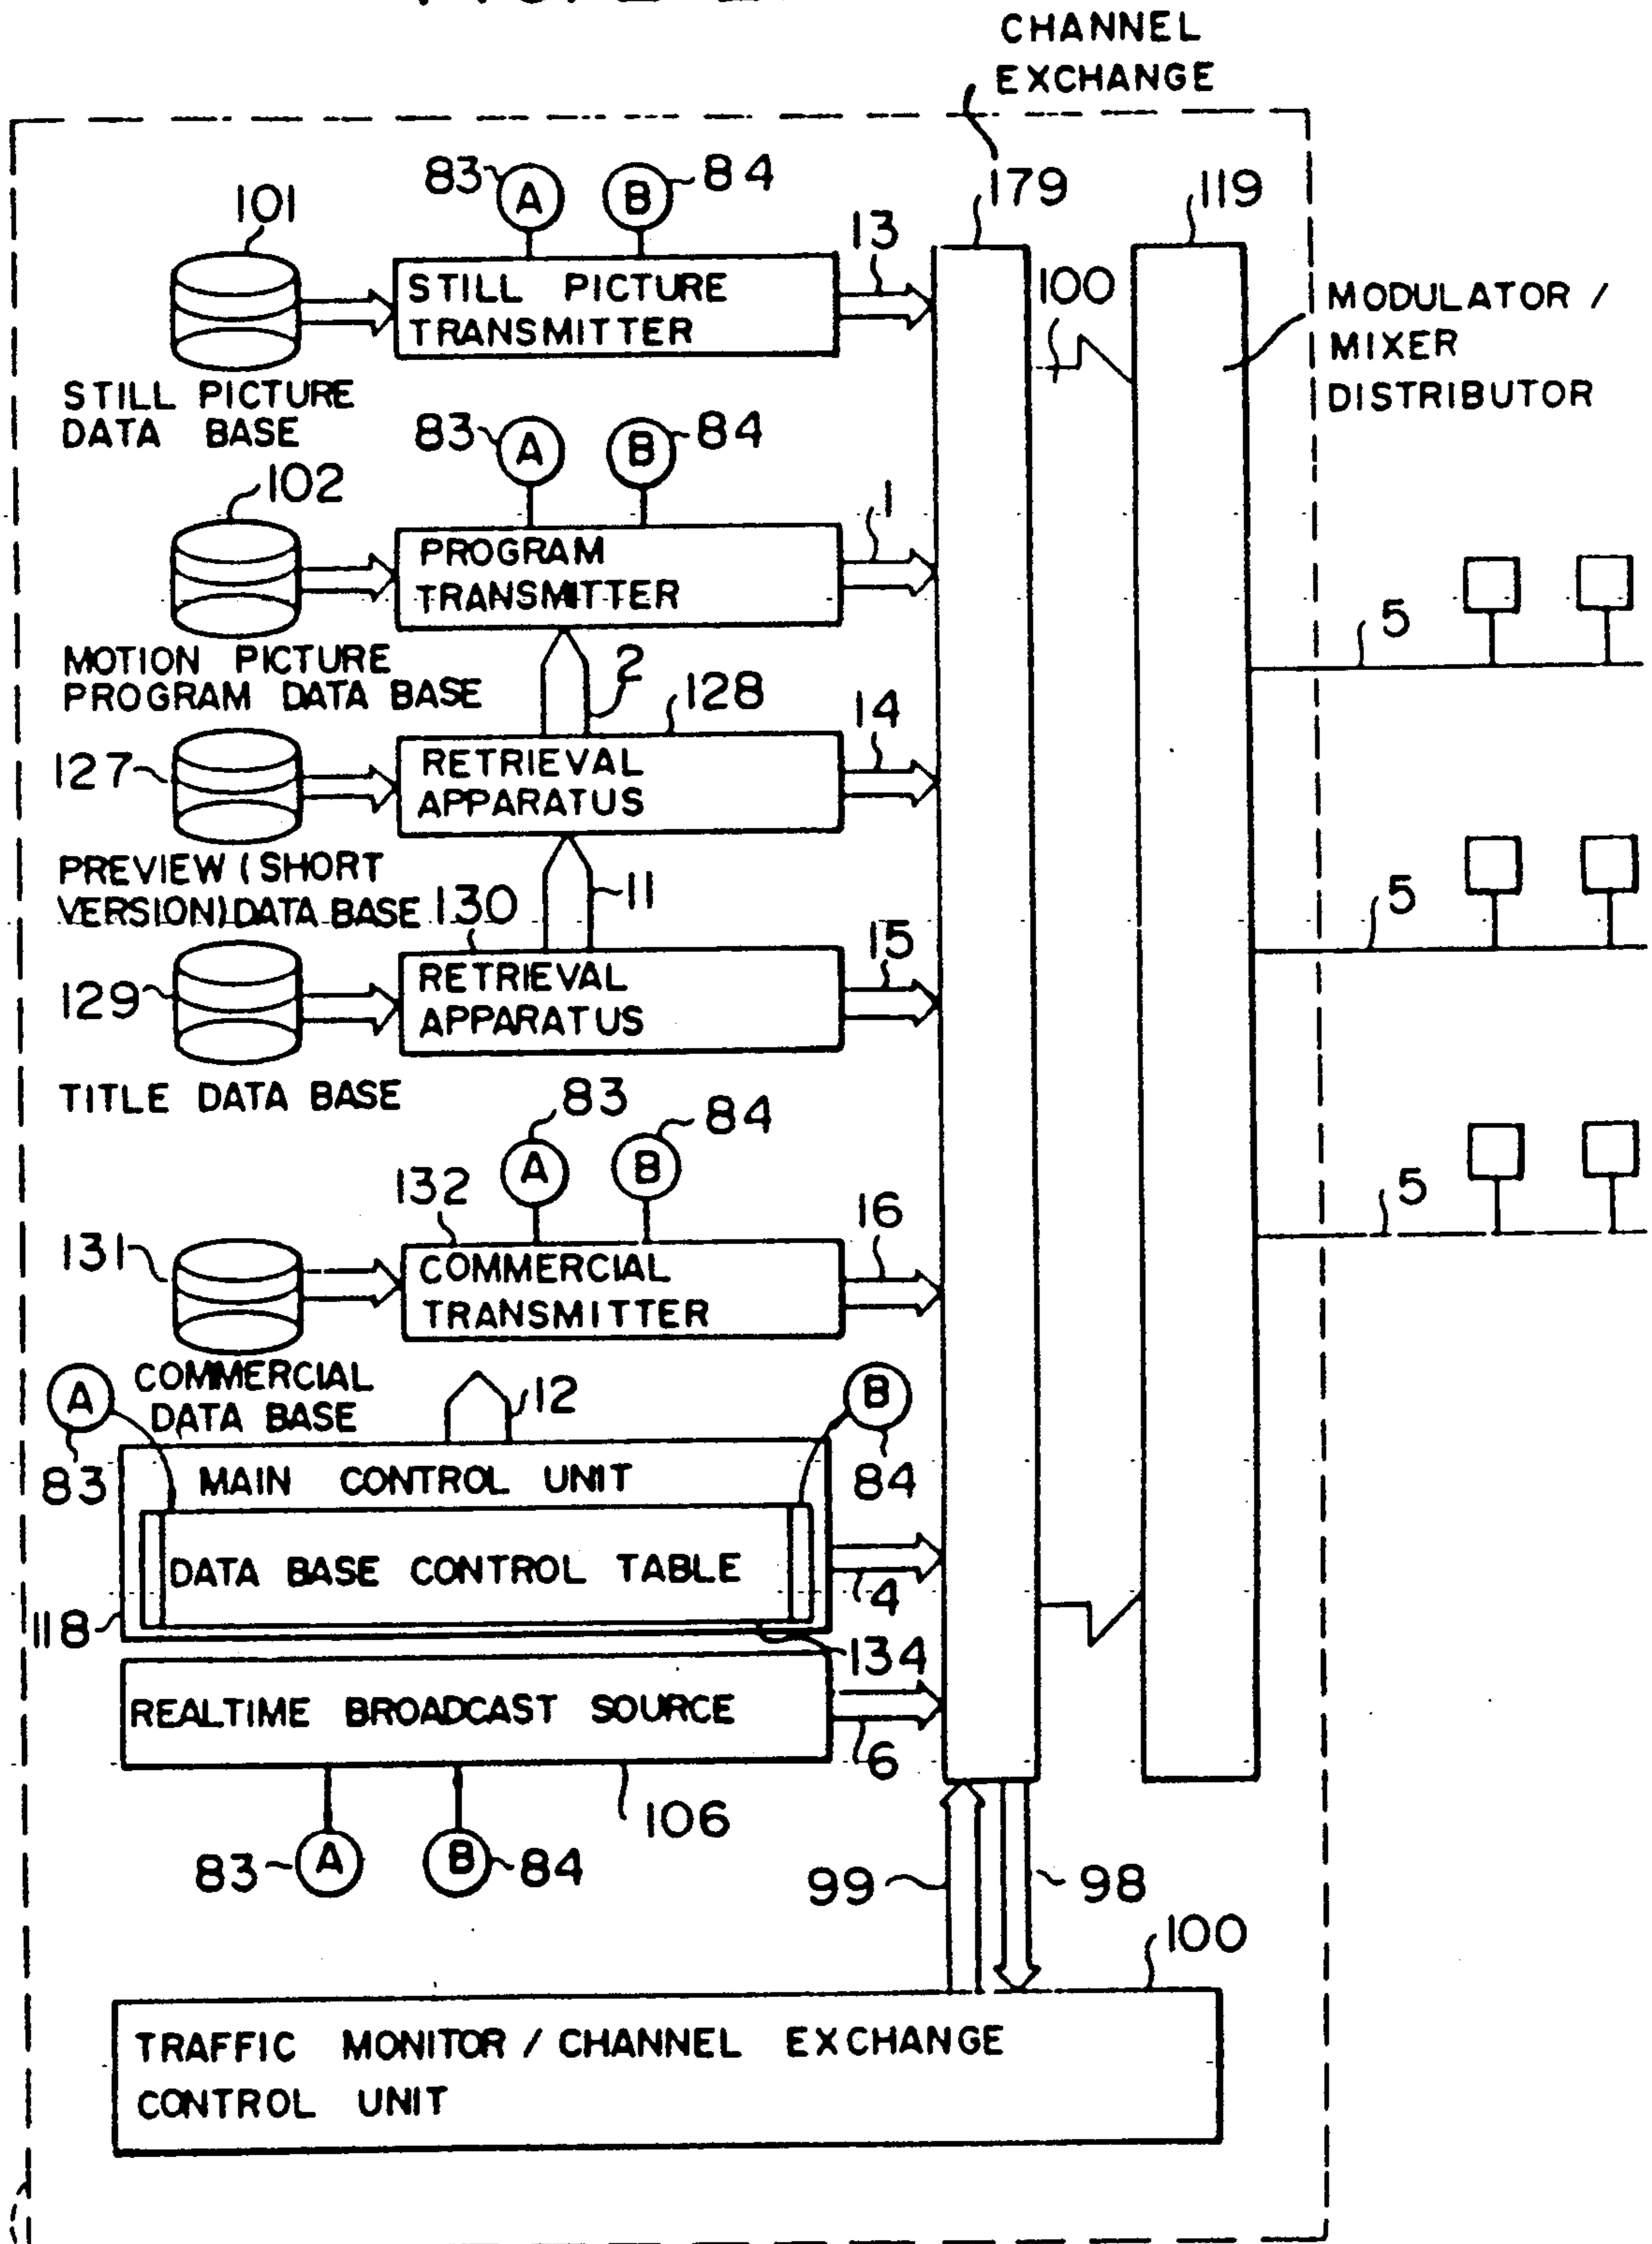 CHANNEL
EXCHANGE
83 A B 84
101
13
179
119
STILL PICTURE
TRANSMITTER
100
MODULATOR /
MIXER
DISTRIBUTOR
STILL PICTURE
DATA BASE
83 A B 84
102
1
PROGRAM
TRANSMITTER
5
MOTION PICTURE
PROGRAM DATA BASE
2
128
14
127
RETRIEVAL
APPARATUS
PREVIEW (SHORT
VERSION) DATA BASE
130
11
5
15
129
RETRIEVAL
APPARATUS
TITLE DATA BASE
83
84
A B
132
16
5
131
COMMERCIAL
TRANSMITTER
COMMERCIAL
DATA BASE
A
83
12
B
84
MAIN CONTROL UNIT
DATA BASE CONTROL TABLE
4
118
134
REALTIME BROADCAST SOURCE
6
106
83 A B 84
99
98
100
TRAFFIC MONITOR / CHANNEL EXCHANGE
CONTROL UNIT